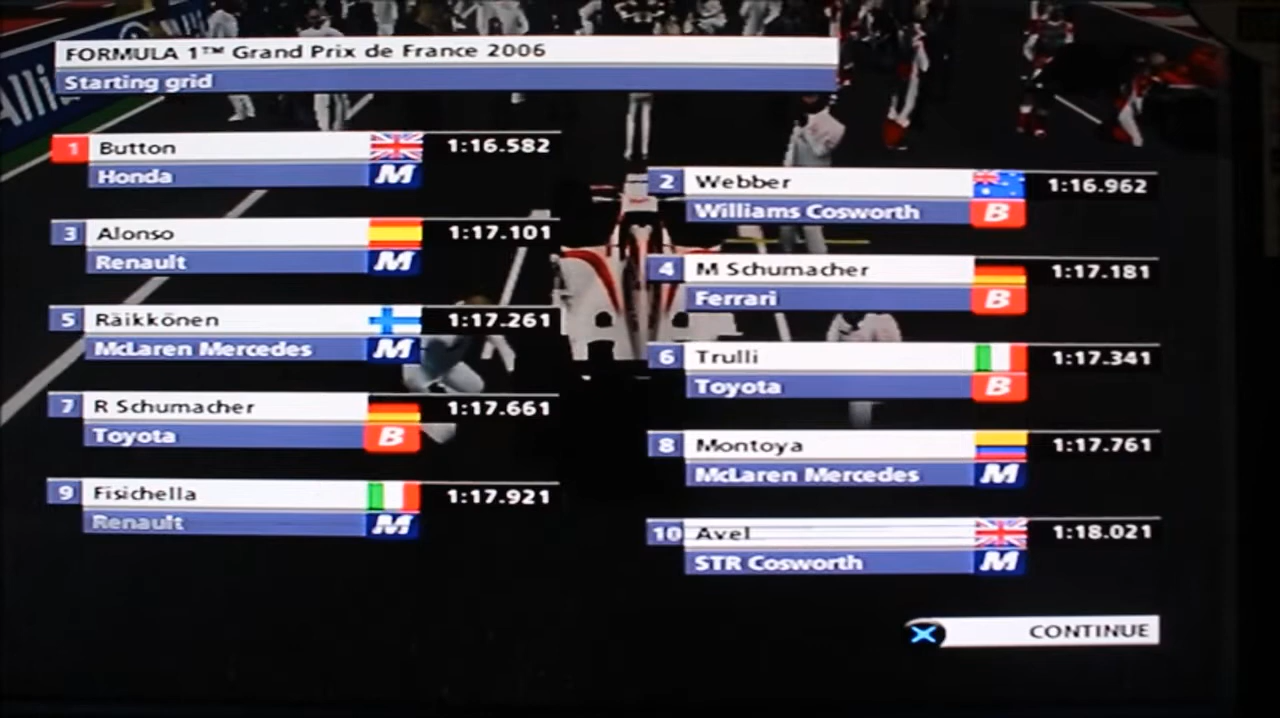 FORMULA 1™ Grand Prix de France 2006
Starting grid
Alli
1 Button 1:16.582
Honda M
2 Webber 1:16.962
Williams Cosworth B
3 Alonso 1:17.101
Renault M
4 M Schumacher 1:17.181
Ferrari B
5 Räikkönen 1:17.261
McLaren Mercedes M
6 Trulli 1:17.341
Toyota B
7 R Schumacher 1:17.661
Toyota B
8 Montoya 1:17.761
McLaren Mercedes M
9 Fisichella 1:17.921
Renault M
10 Avel 1:18.021
STR Cosworth M
CONTINUE